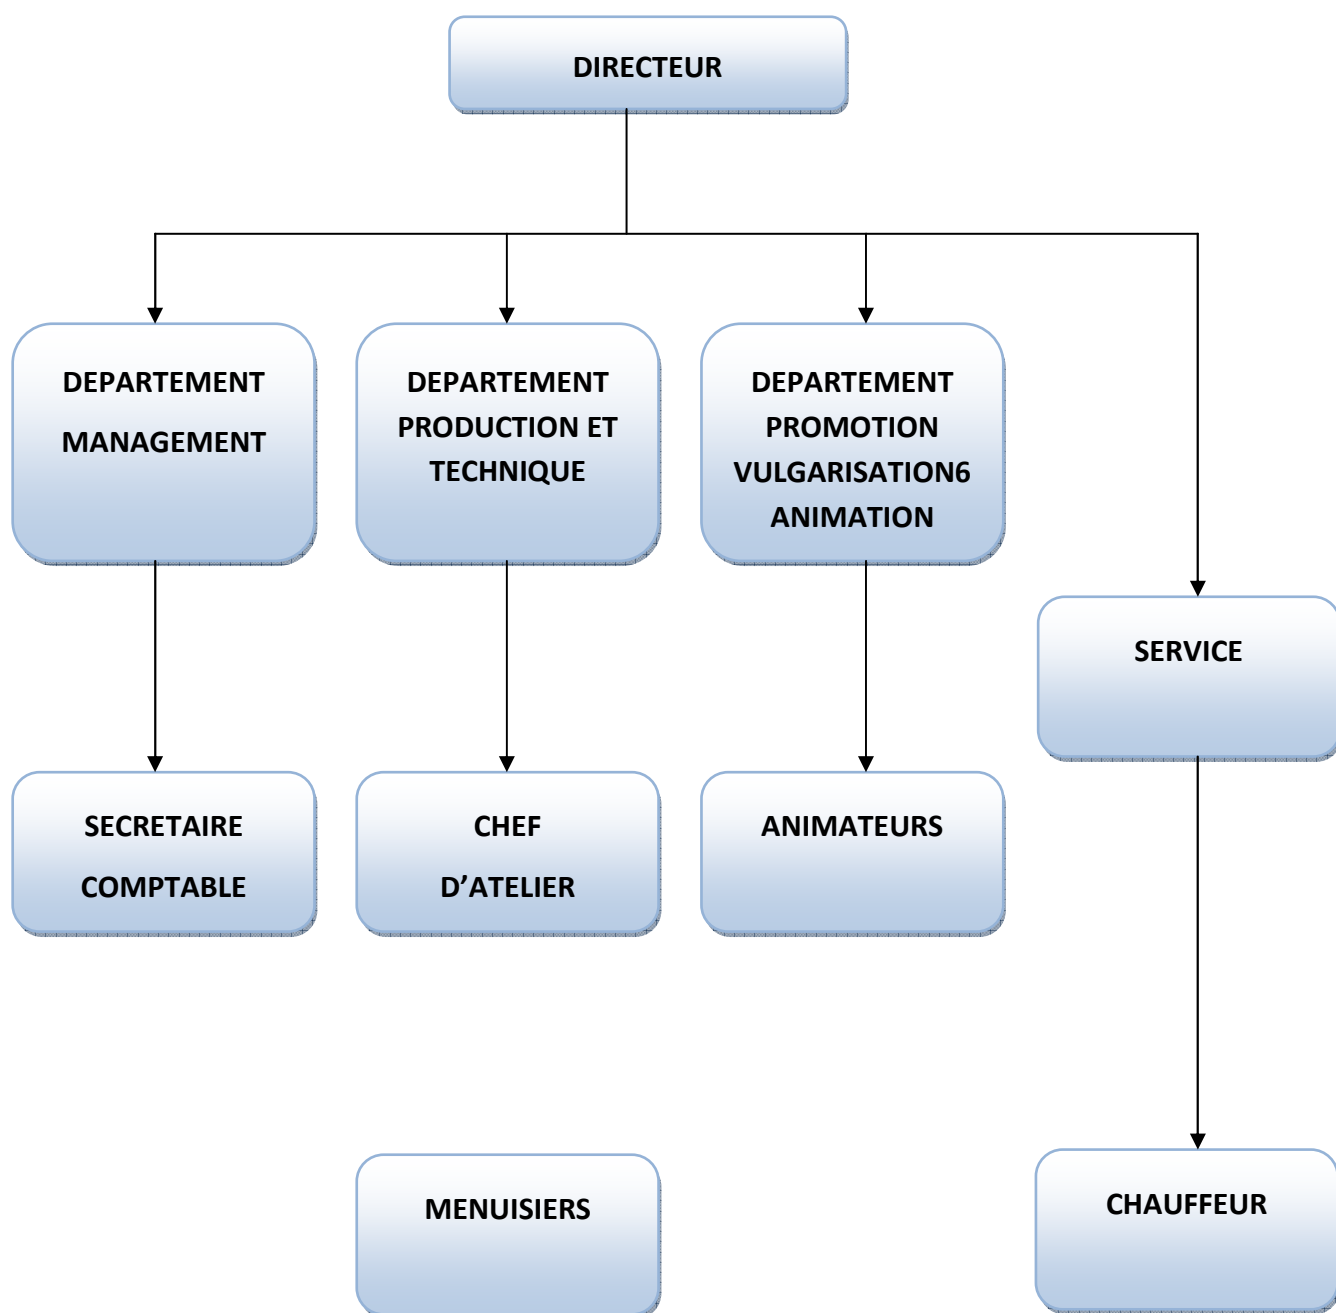 DIRECTEUR
DEPARTEMENT
MANAGEMENT
DEPARTEMENT
PRODUCTION ET
TECHNIQUE
DEPARTEMENT
PROMOTION
VULGARISATION6
ANIMATION
SERVICE
SECRETAIRE
COMPTABLE
CHEF
D’ATELIER
ANIMATEURS
MENUISIERS
CHAUFFEUR